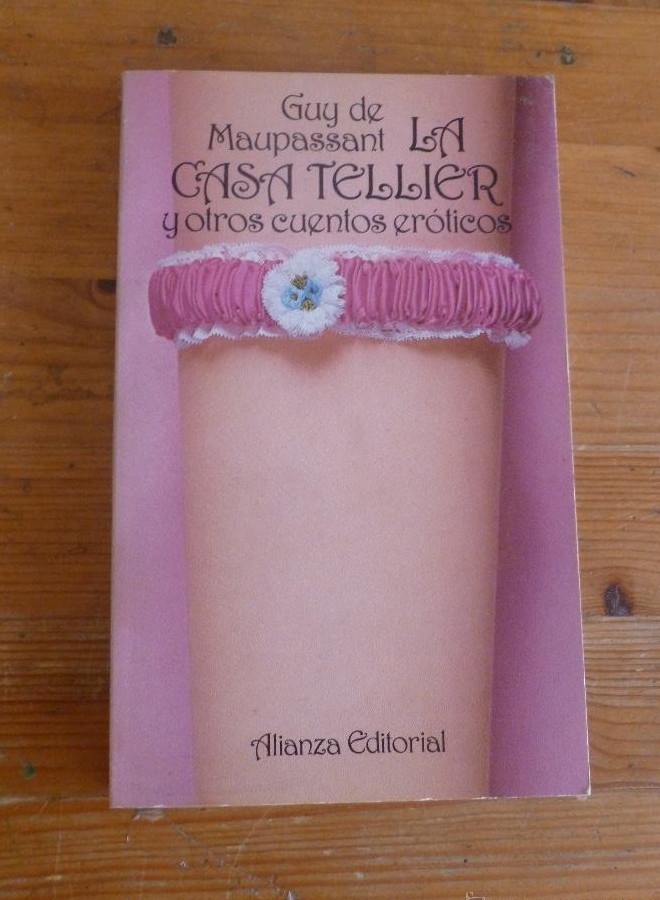 Guy de
Maupassant LA
CASA TELLIER
y otros cuentos eróticos
Alianza Editorial